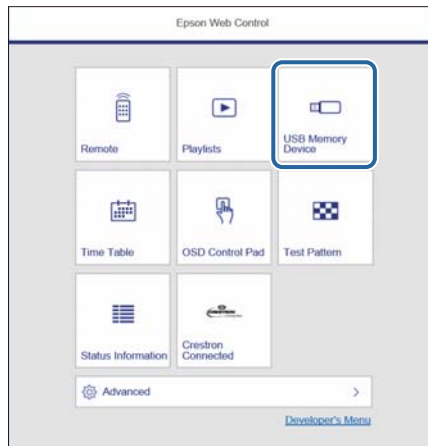 Epson Web Control
Remote
Playlists
USB Memory
Device
Time Table
OSD Control Pad
Test Pattern
Status Information
CRESTRON
Crestron
Connected
Advanced
Developer's Menu